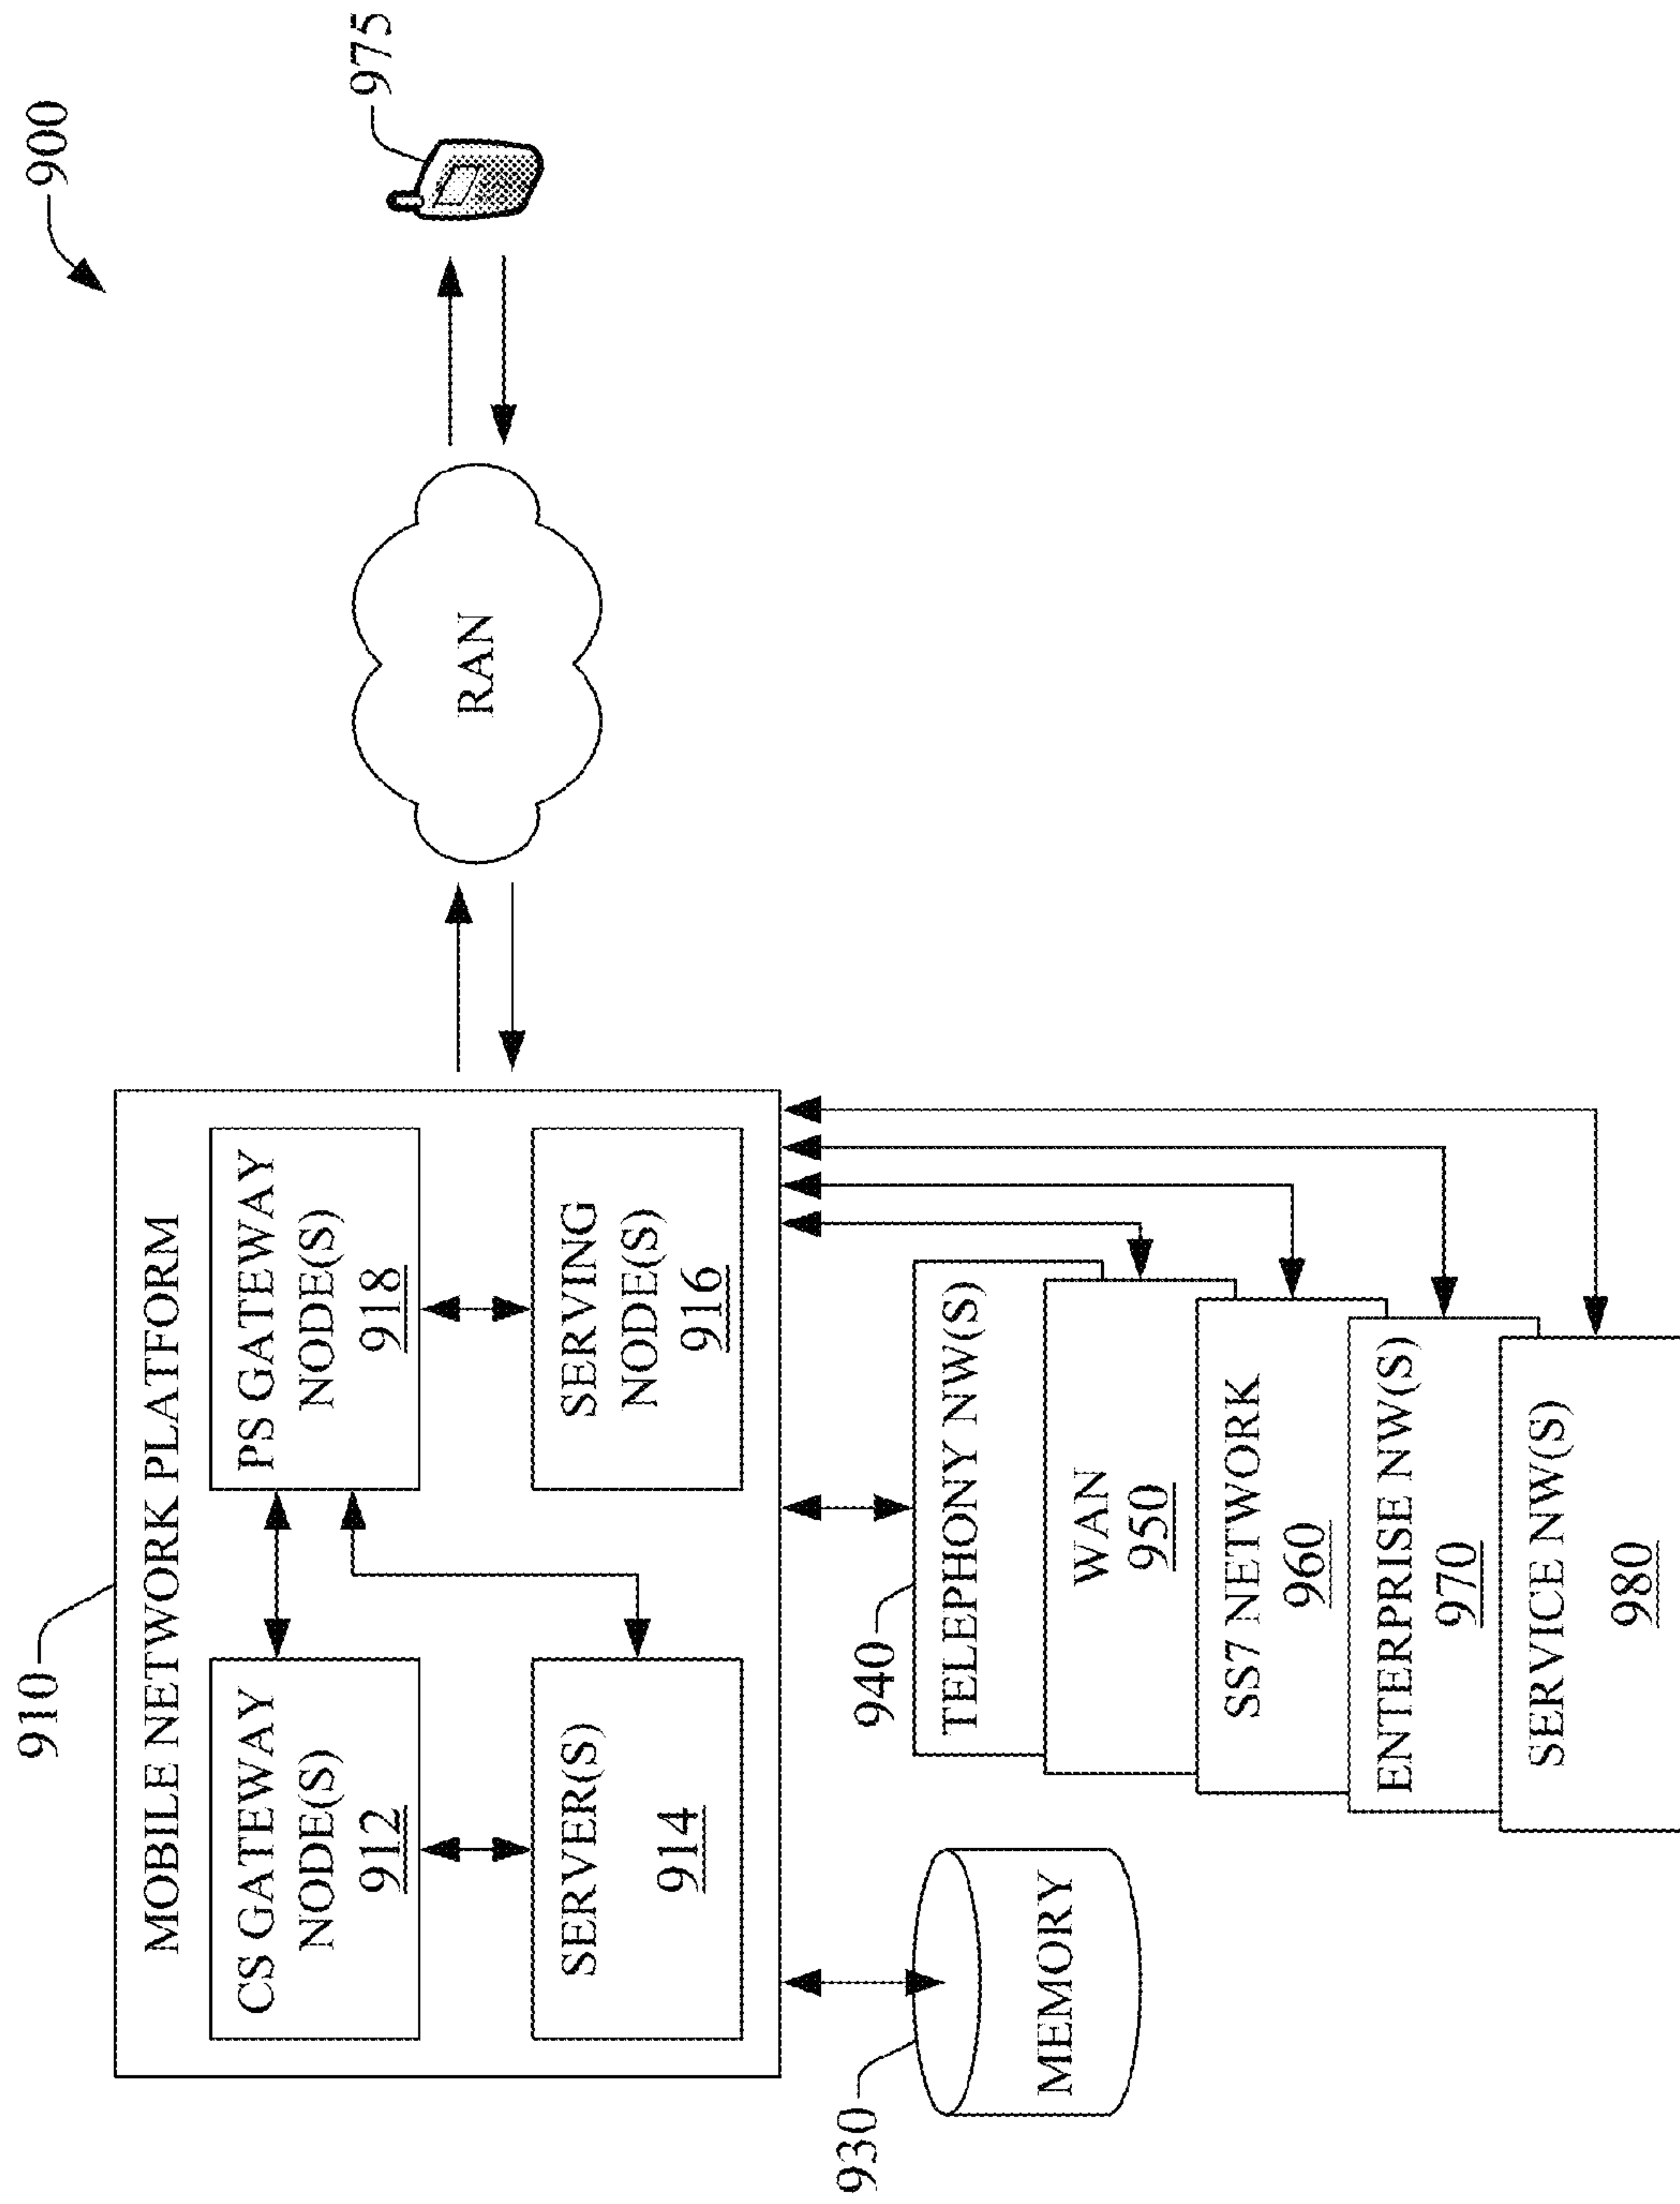 900
910
MOBILE NETWORK PLATFORM
CS GATEWAY
NODE(S)
912
PS GATEWAY
NODE(S)
918
SERVER(S)
914
SERVING
NODE(S)
916
RAN
975
930
MEMORY
940
TELEPHONY NW(S)
WAN
950
SS7 NETWORK
960
ENTERPRISE NW(S)
970
SERVICE NW(S)
980